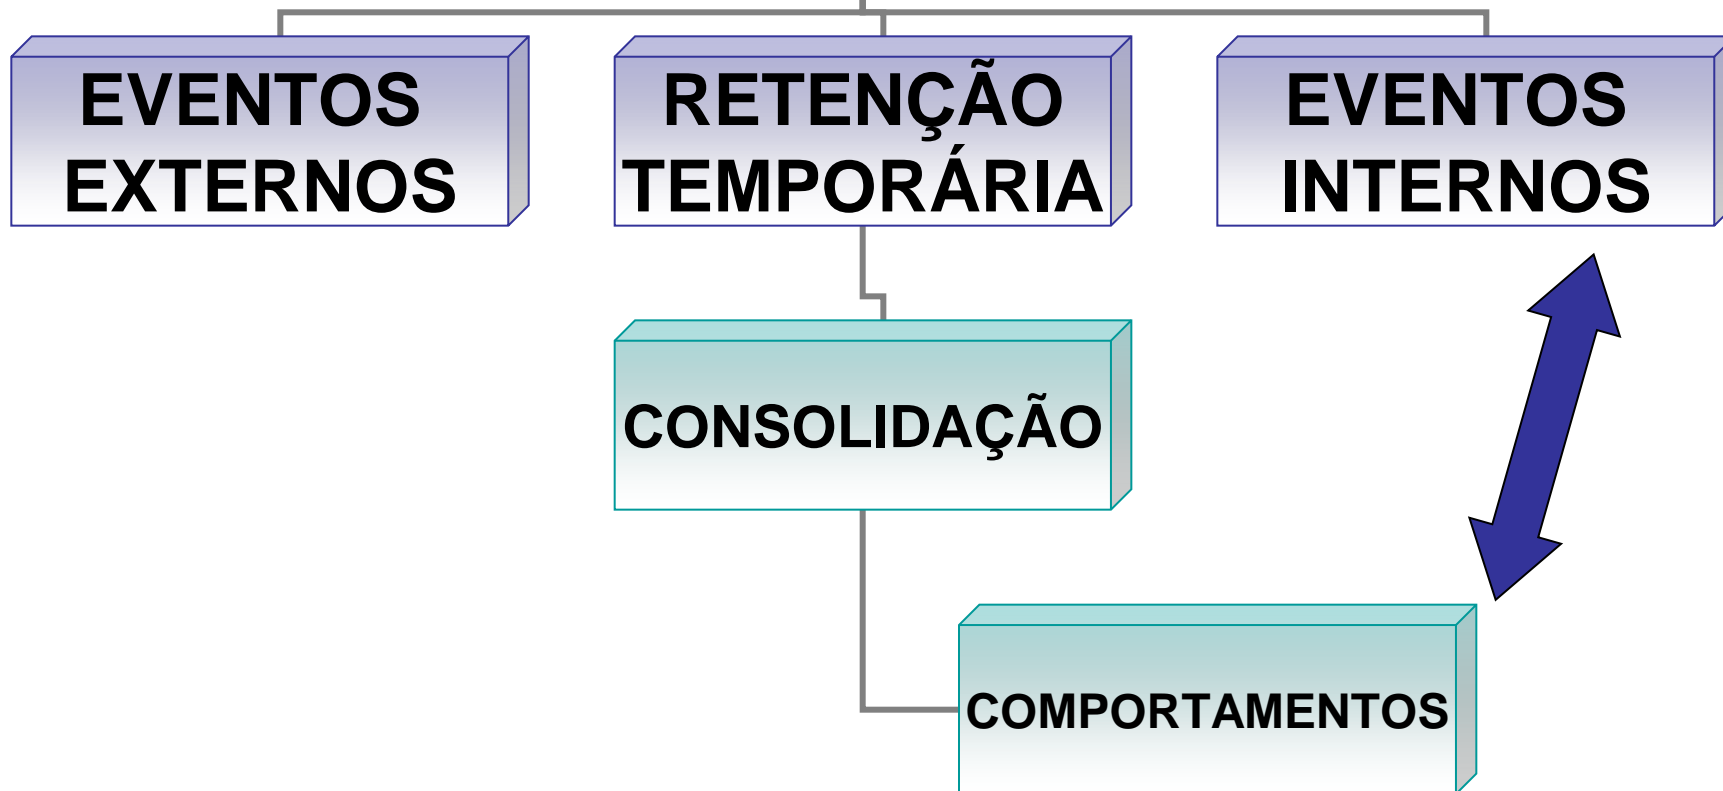 EVENTOS
EXTERNOS
RETENÇÃO
TEMPORÁRIA
EVENTOS
INTERNOS
CONSOLIDAÇÃO
COMPORTAMENTOS